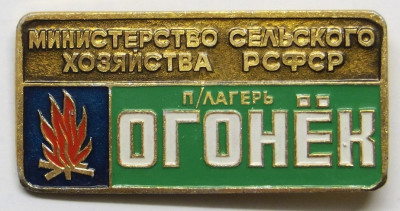 МИНИСТЕРСТВО СЕЛЬСКОГО
ХОЗЯЙСТВА РСФСР
П/ЛАГЕРЬ
ОГОНЁК